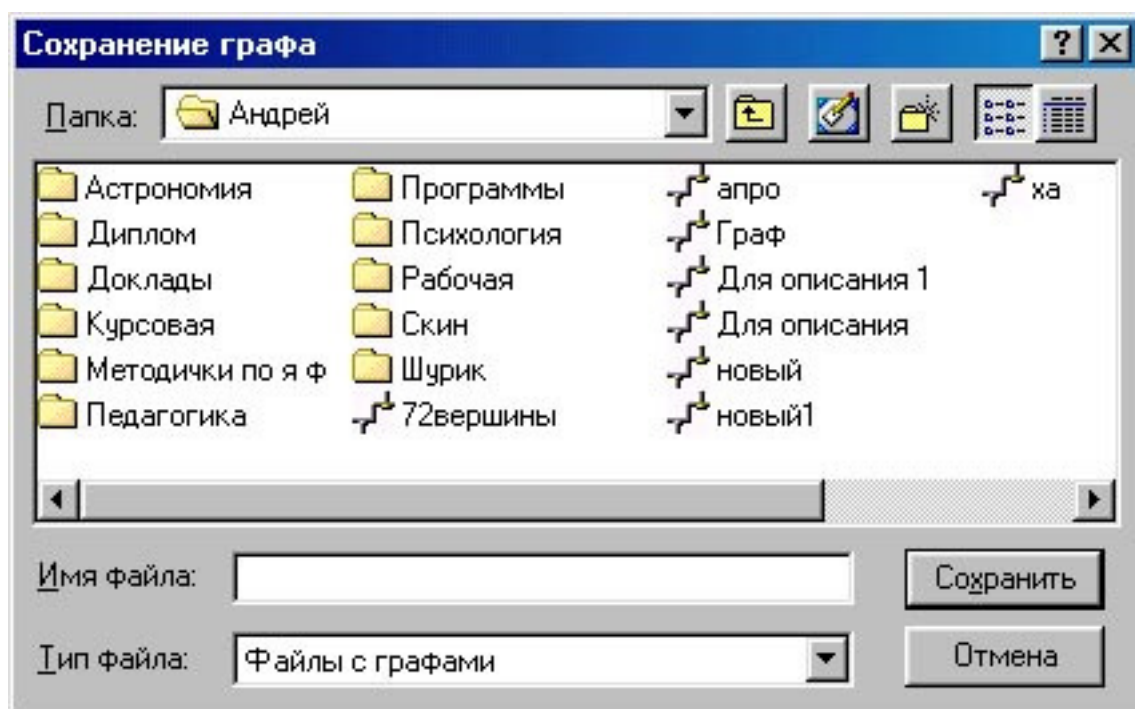 Сохранение графа
Папка: Андрей
Астрономия
Диплом
Доклады
Курсовая
Методички по я ф
Педагогика
Программы
Психология
Рабочая
Скин
Шурик
72вершины
апро
Граф
Для описания 1
Для описания
новый
новый1
ха
Имя файла:
Сохранить
Тип файла: Файлы с графами
Отмена